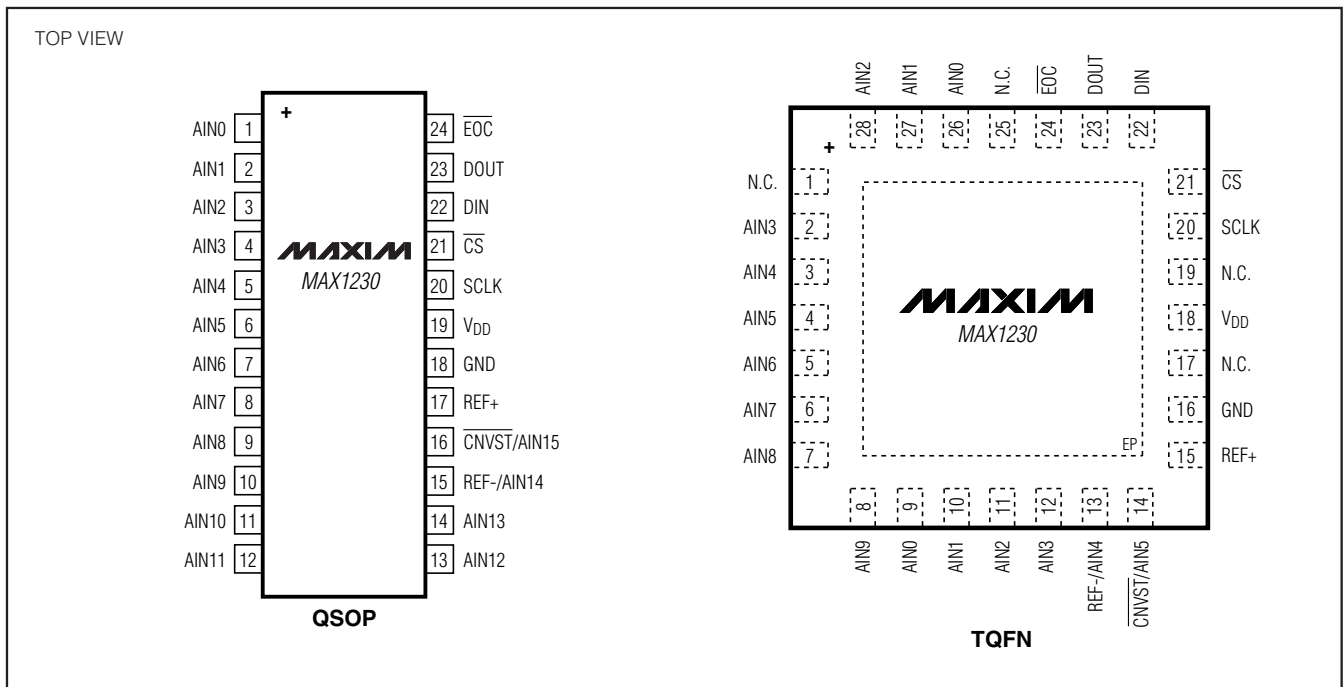 TOP VIEW
+
AIN0 1
AIN1 2
AIN2 3
AIN3 4
AIN4 5
AIN5 6
AIN6 7
AIN7 8
AIN8 9
AIN9 10
AIN10 11
AIN11 12
MAXIM
MAX1230
24 EOC
23 DOUT
22 DIN
21 CS
20 SCLK
19 VDD
18 GND
17 REF+
16 CNVST/AIN15
15 REF-/AIN14
14 AIN13
13 AIN12
QSOP
AIN2 AIN1 AIN0 N.C. EOC DOUT DIN
28 27 26 25 24 23 22
+
N.C. 1
AIN3 2
AIN4 3
AIN5 4
AIN6 5
AIN7 6
AIN8 7
MAXIM
MAX1230
EP
21 CS
20 SCLK
19 N.C.
18 VDD
17 N.C.
16 GND
15 REF+
8 9 10 11 12 13 14
AIN9 AIN0 AIN1 AIN2 AIN3 REF-/AIN4 CNVST/AIN5
TQFN